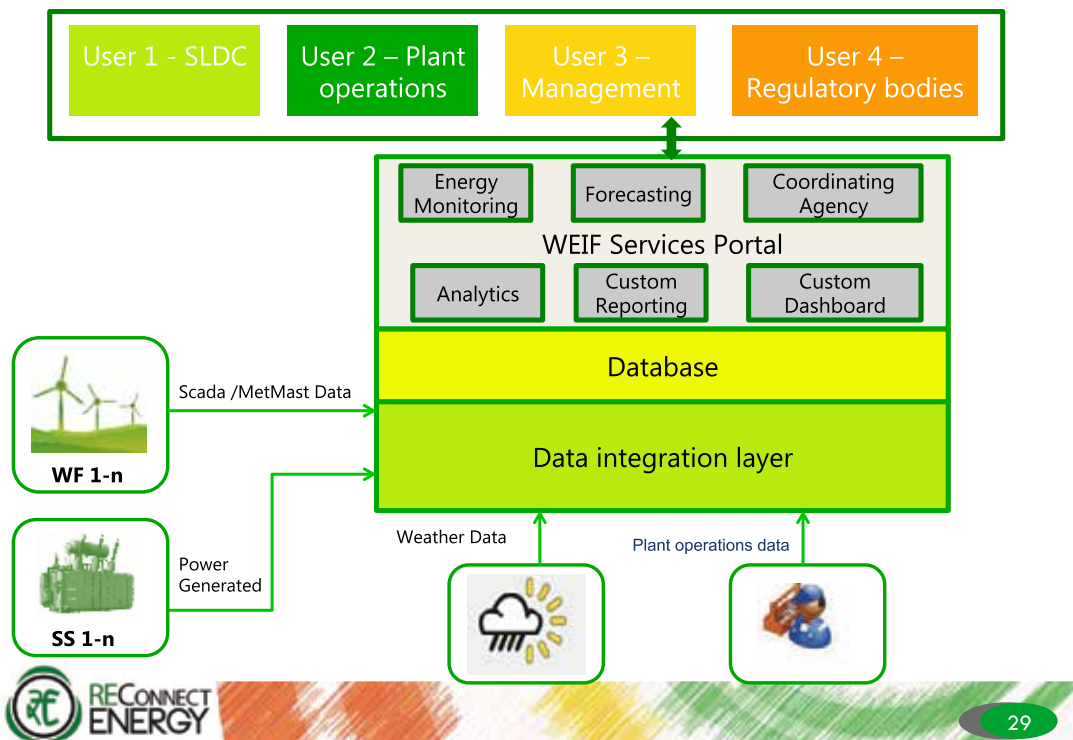 User 1 - SLDC
User 2 – Plant
operations
User 3 –
Management
User 4 –
Regulatory bodies
Energy
Monitoring
Forecasting
Coordinating
Agency
WEIF Services Portal
Analytics
Custom
Reporting
Custom
Dashboard
Database
Data integration layer
Scada /MetMast Data
WF 1-n
Power
Generated
SS 1-n
Weather Data
Plant operations data
RECONNECT
ENERGY
29